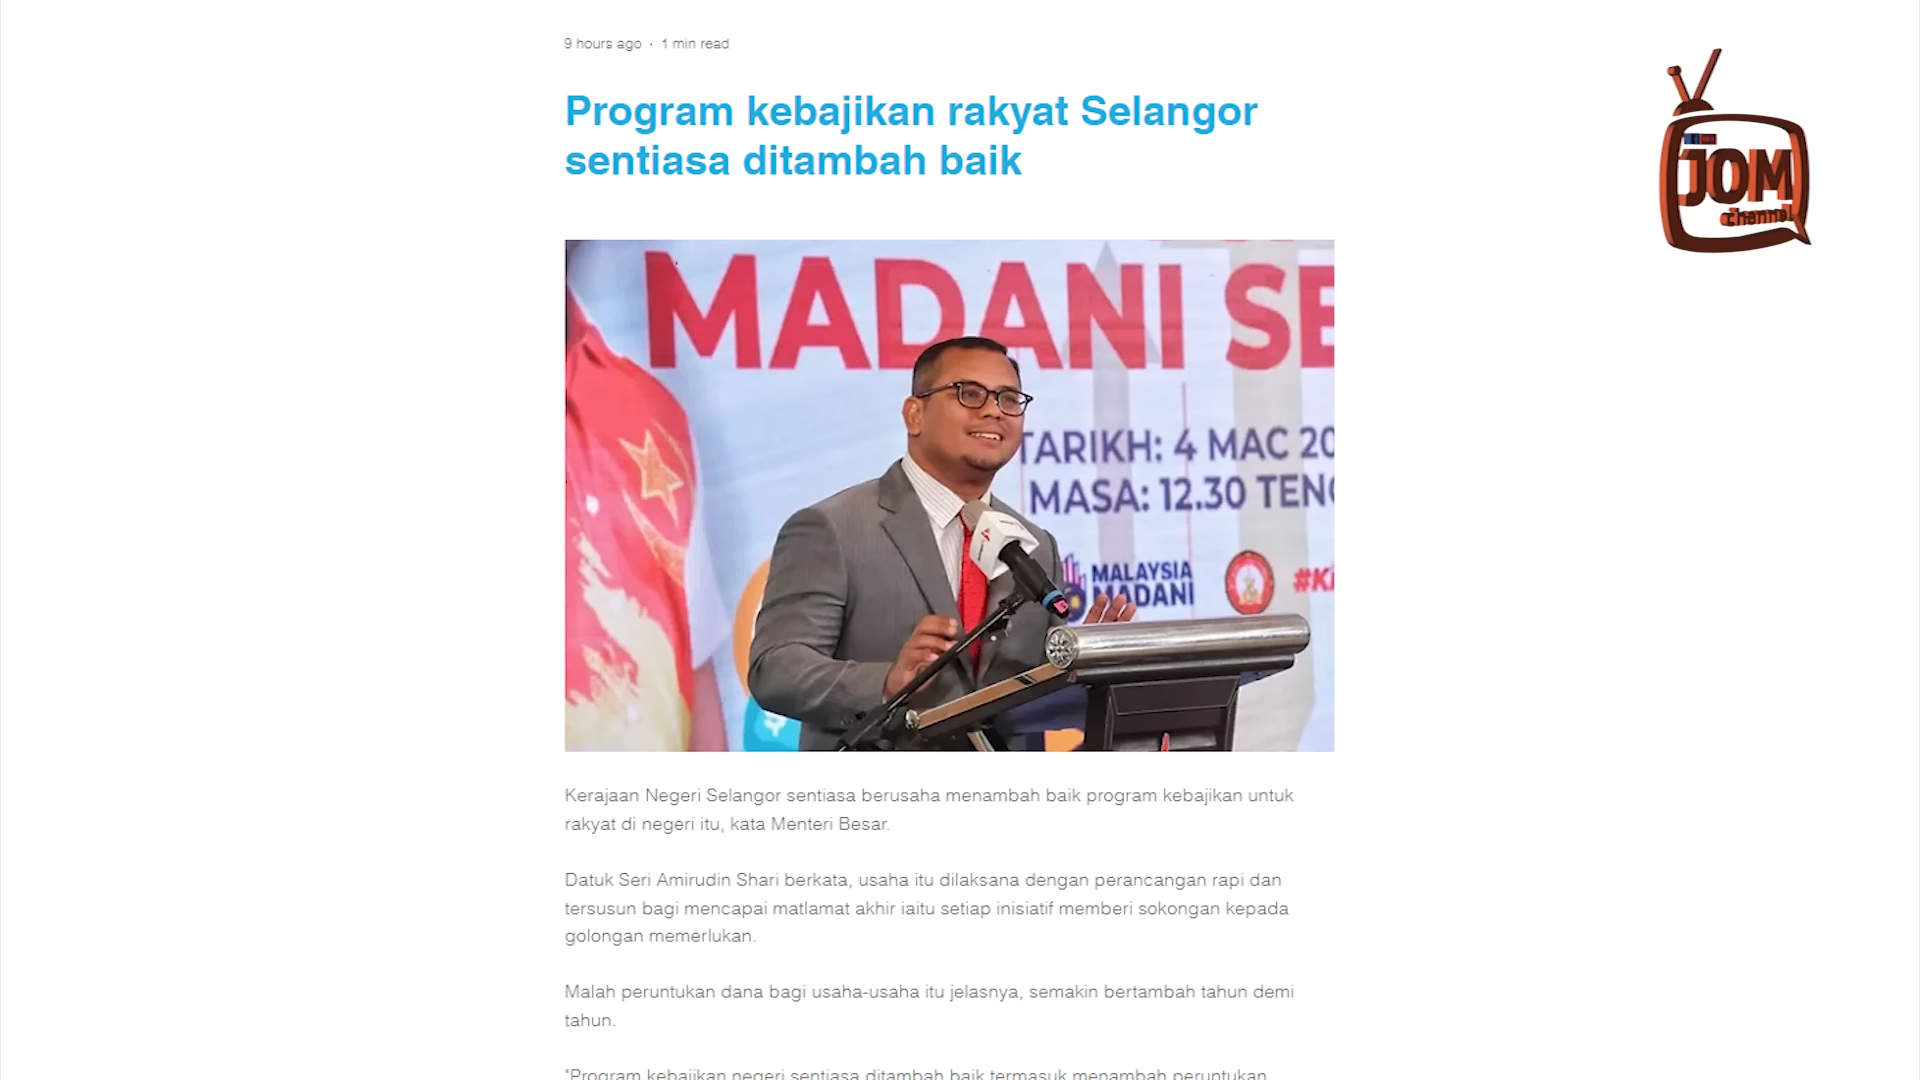 9 hours ago · 1 min read
Program kebajikan rakyat Selangor
sentiasa ditambah baik
JOM
channel
MADANI SE
TARIKH: 4 MAC 20
MASA: 12.30 TENG
MALAYSIA
MADANI
Kerajaan Negeri Selangor sentiasa berusaha menambah baik program kebajikan untuk
rakyat di negeri itu, kata Menteri Besar.
Datuk Seri Amirudin Shari berkata, usaha itu dilaksana dengan perancangan rapi dan
tersusun bagi mencapai matlamat akhir iaitu setiap inisiatif memberi sokongan kepada
golongan memerlukan.
Malah peruntukan dana bagi usaha-usaha itu jelasnya, semakin bertambah tahun demi
tahun.
"Program kebajikan negeri sentiasa ditambah baik termasuk menambah peruntukan